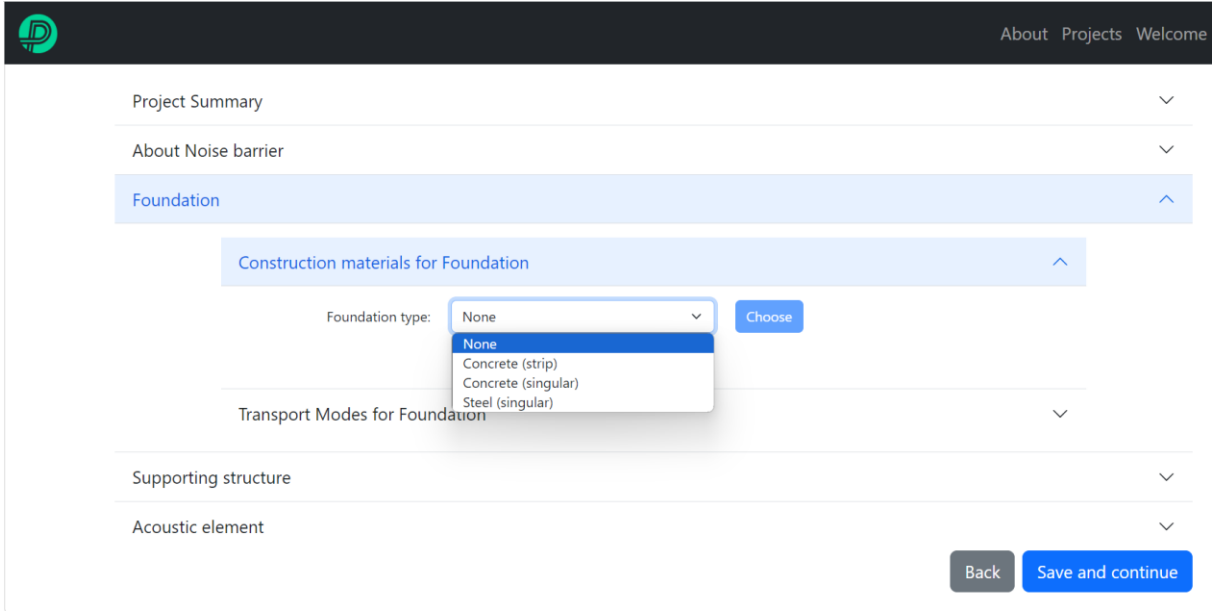 About Projects Welcome
Project Summary
About Noise barrier
Foundation
Construction materials for Foundation
Foundation type: None Choose
None
Concrete (strip)
Concrete (singular)
Steel (singular)
Transport Modes for Foundation
Supporting structure
Acoustic element
Back Save and continue